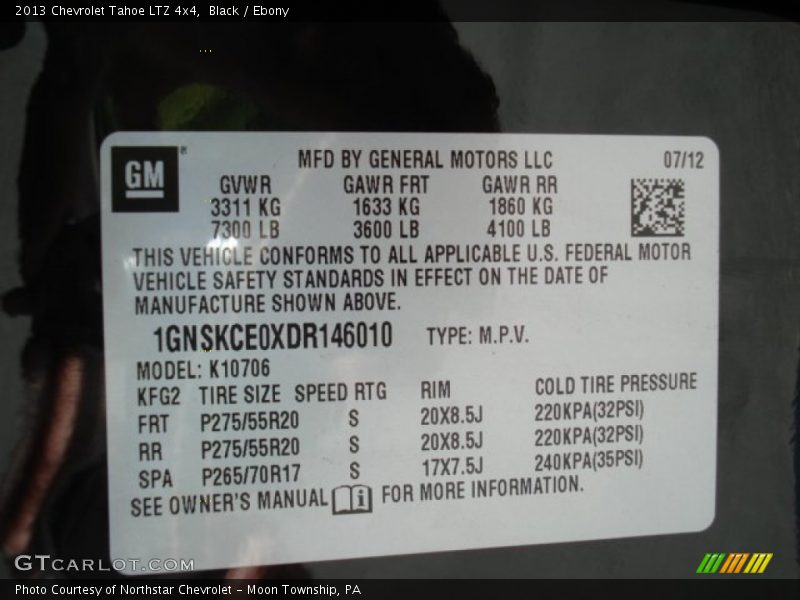 2013 Chevrolet Tahoe LTZ 4x4,  Black / Ebony
GM® MFD BY GENERAL MOTORS LLC 07/12
GVWR GAWR FRT GAWR RR
3311 KG 1633 KG 1860 KG
7300 LB 3600 LB 4100 LB
THIS VEHICLE CONFORMS TO ALL APPLICABLE U.S. FEDERAL MOTOR
VEHICLE SAFETY STANDARDS IN EFFECT ON THE DATE OF
MANUFACTURE SHOWN ABOVE.
1GNSKCE0XDR146010 TYPE: M.P.V.
MODEL: K10706
KFG2 TIRE SIZE SPEED RTG RIM COLD TIRE PRESSURE
FRT P275/55R20 S 20X8.5J 220KPA(32PSI)
RR P275/55R20 S 20X8.5J 220KPA(32PSI)
SPA P265/70R17 S 17X7.5J 240KPA(35PSI)
SEE OWNER'S MANUAL i FOR MORE INFORMATION.
GTCARLOT.COM
Photo Courtesy of Northstar Chevrolet - Moon Township, PA